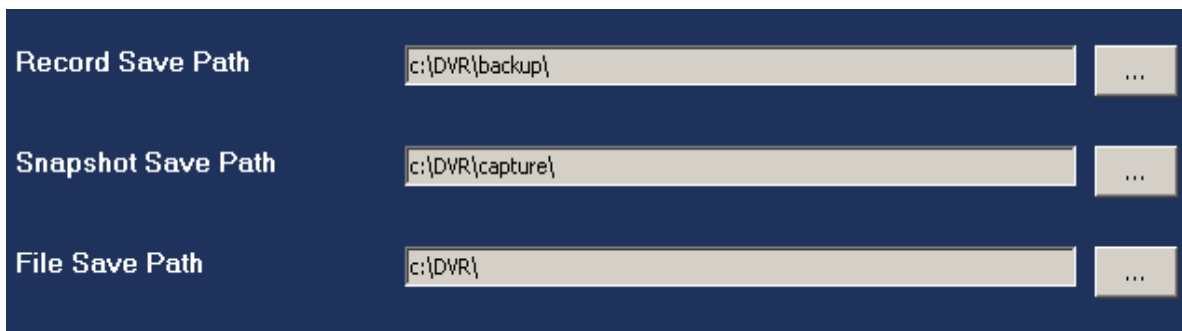 Record Save Path c:\DVR\backup\ ...
Snapshot Save Path c:\DVR\capture\ ...
File Save Path c:\DVR\ ...